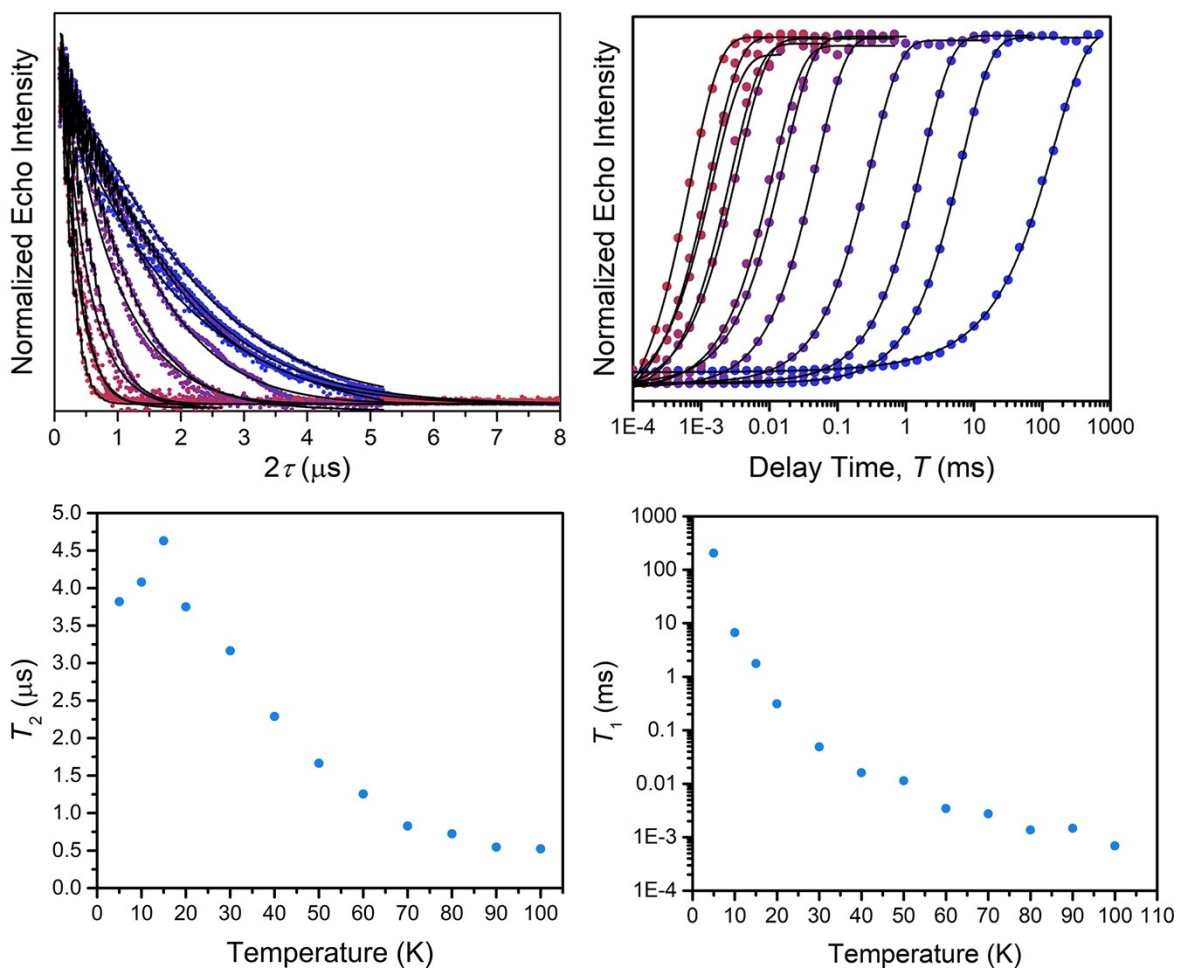 Normalized Echo Intensity
0 1 2 3 4 5 6 7 8
2τ (μs)
Normalized Echo Intensity
1E-4 1E-3 0.01 0.1 1 10 100 1000
Delay Time, T (ms)
5.0
4.5
4.0
3.5
3.0
2.5
2.0
1.5
1.0
0.5
0.0
T2 (μs)
0 10 20 30 40 50 60 70 80 90 100
Temperature (K)
1000
100
10
1
0.1
0.01
1E-3
1E-4
T1 (ms)
0 10 20 30 40 50 60 70 80 90 100 110
Temperature (K)